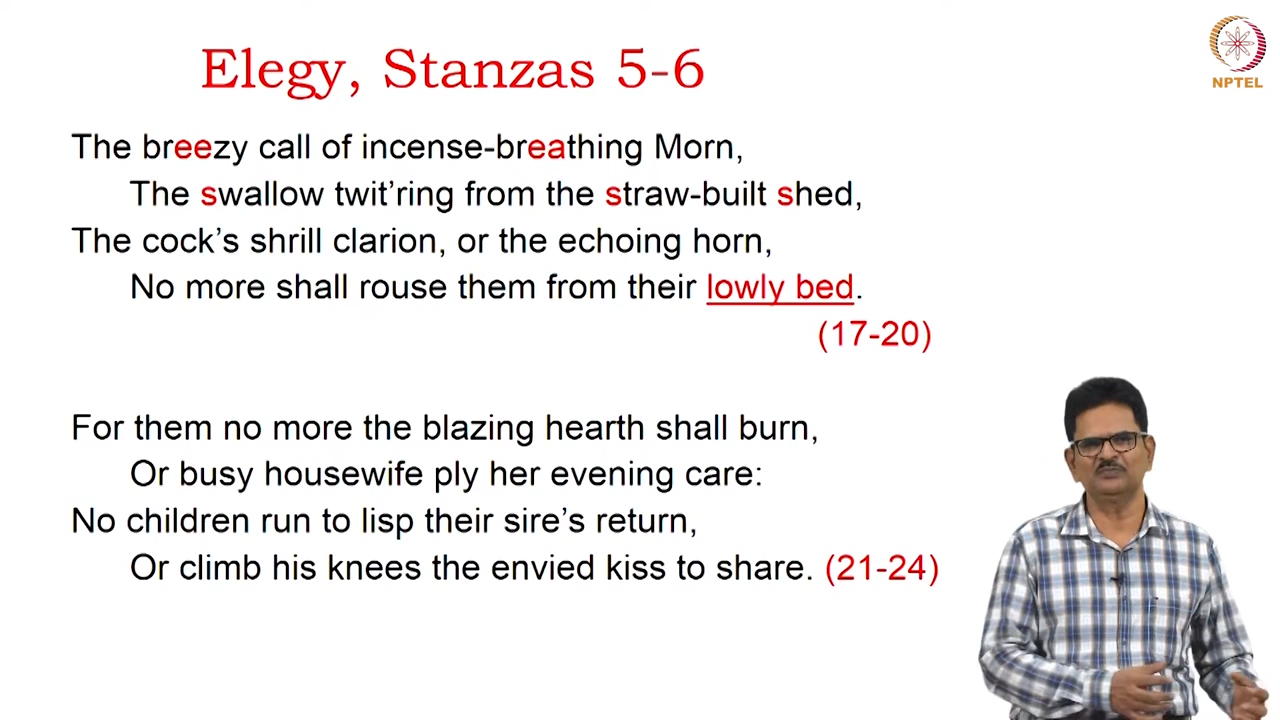 Elegy, Stanzas 5-6
NPTEL
The breezy call of incense-breathing Morn,
The swallow twit’ring from the straw-built shed,
The cock’s shrill clarion, or the echoing horn,
No more shall rouse them from their lowly bed.
(17-20)
For them no more the blazing hearth shall burn,
Or busy housewife ply her evening care:
No children run to lisp their sire’s return,
Or climb his knees the envied kiss to share. (21-24)